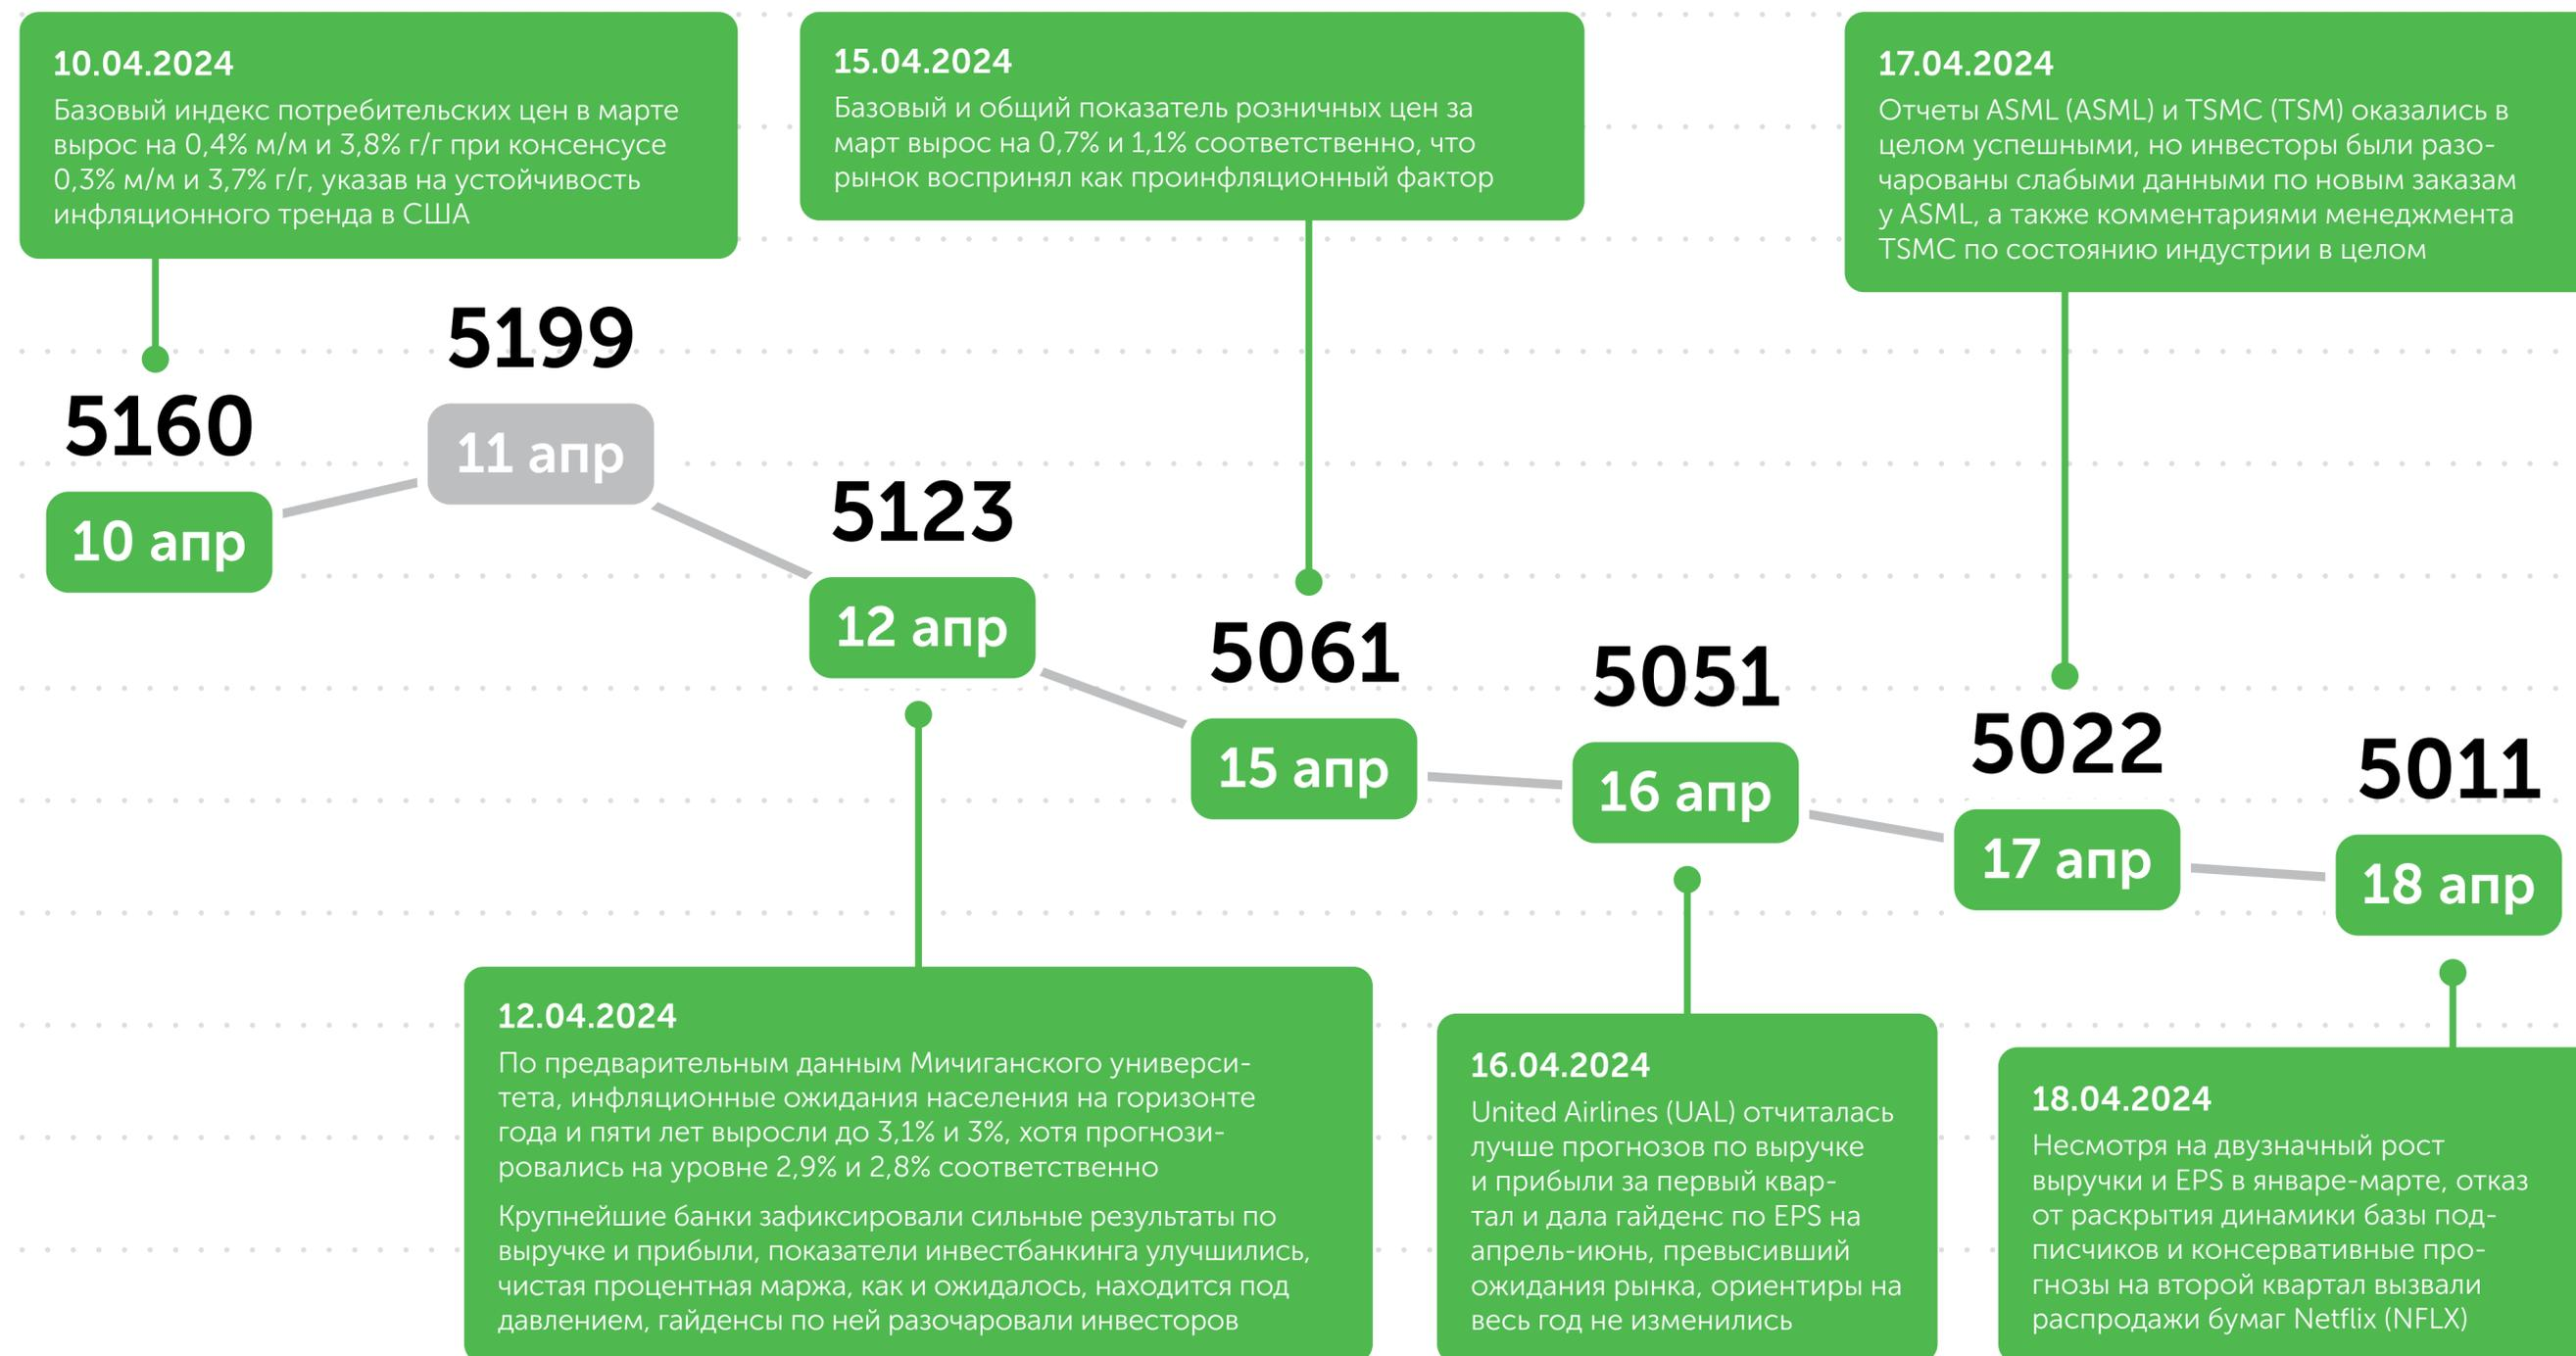 10.04.2024
Базовый индекс потребительских цен в марте
вырос на 0,4% м/м и 3,8% г/г при консенсусе
0,3% м/м и 3,7% г/г, указав на устойчивость
инфляционного тренда в США
15.04.2024
Базовый и общий показатель розничных цен за
март вырос на 0,7% и 1,1% соответственно, что
рынок воспринял как проинфляционный фактор
17.04.2024
Отчеты ASML (ASML) и TSMC (TSM) оказались в
целом успешными, но инвесторы были разо-
чарованы слабыми данными по новым заказам
у ASML, а также комментариями менеджмента
TSMC по состоянию индустрии в целом
5160
10 апр
5199
11 апр
5123
12 апр
5061
15 апр
5051
16 апр
5022
17 апр
5011
18 апр
12.04.2024
По предварительным данным Мичиганского универси-
тета, инфляционные ожидания населения на горизонте
года и пяти лет выросли до 3,1% и 3%, хотя прогнози-
ровались на уровне 2,9% и 2,8% соответственно
Крупнейшие банки зафиксировали сильные результаты по
выручке и прибыли, показатели инвестбанкинга улучшились,
чистая процентная маржа, как и ожидалось, находится под
давлением, гайденсы по ней разочаровали инвесторов
16.04.2024
United Airlines (UAL) отчиталась
лучше прогнозов по выручке
и прибыли за первый квар-
тал и дала гайденс по EPS на
апрель-июнь, превысивший
ожидания рынка, ориентиры на
весь год не изменились
18.04.2024
Несмотря на двузначный рост
выручки и EPS в январе-марте, отказ
от раскрытия динамики базы под-
писчиков и консервативные про-
гнозы на второй квартал вызвали
распродажи бумаг Netflix (NFLX)